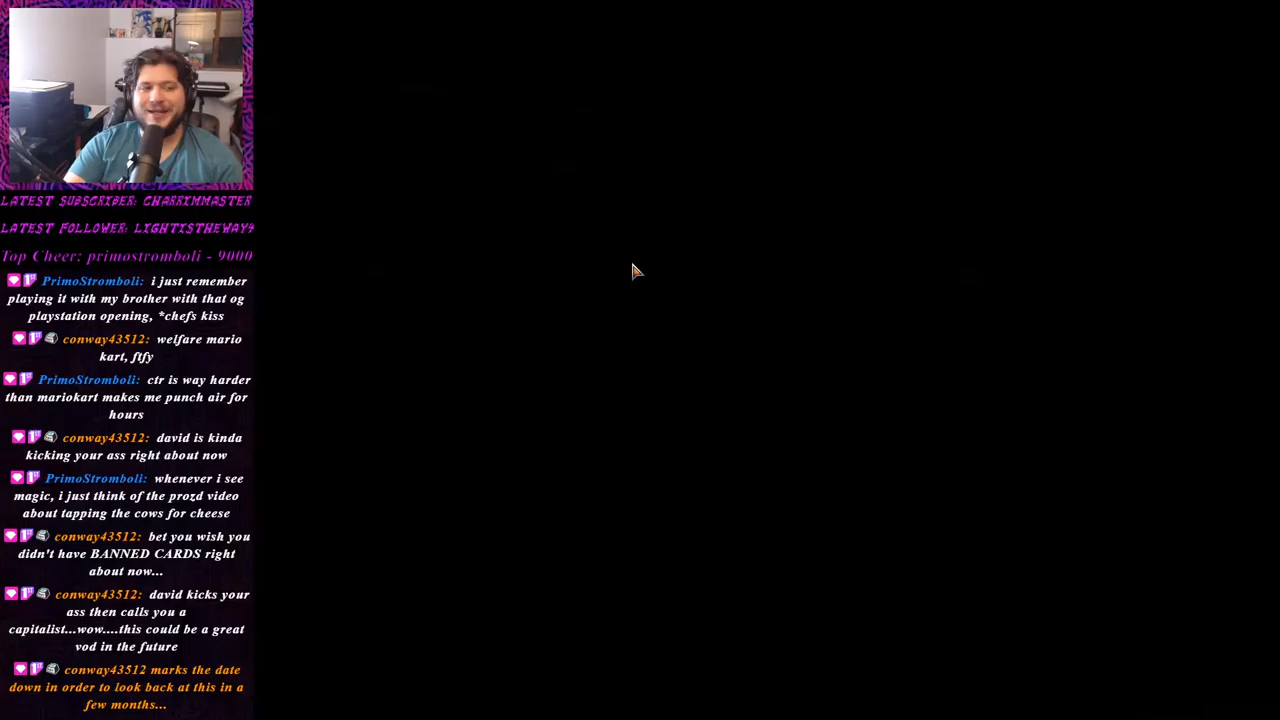 LATEST SUBSCRIBER: CHARRIMMASTER
LATEST FOLLOWER: LIGHTISTHEWAY4
Top Cheer: primostromboli - 9000
PrimoStromboli: i just remember
playing it with my brother with that og
playstation opening, *chefs kiss
conway43512: welfare mario
kart, ftfy
PrimoStromboli: ctr is way harder
than mariokart makes me punch air for
hours
conway43512: david is kinda
kicking your ass right about now
PrimoStromboli: whenever i see
magic, i just think of the prozd video
about tapping the cows for cheese
conway43512: bet you wish you
didn't have BANNED CARDS right
about now...
conway43512: david kicks your
ass then calls you a
capitalist...wow....this could be a great
vod in the future
conway43512 marks the date
down in order to look back at this in a
few months...